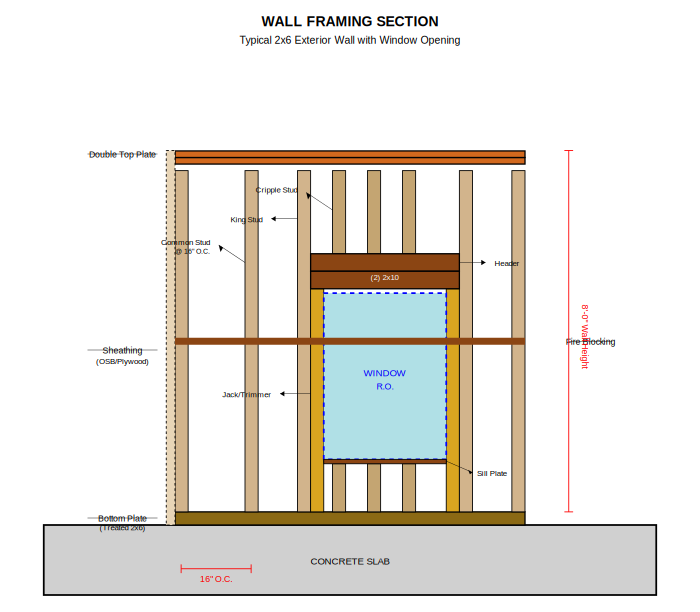 WALL FRAMING SECTION
Typical 2x6 Exterior Wall with Window Opening
Double Top Plate
Cripple Stud
King Stud
Common Stud
@ 16" O.C.
Header
(2) 2x10
8'-0" Wall Height
Fire Blocking
Sheathing
(OSB/Plywood)
WINDOW
R.O.
Jack/Trimmer
Sill Plate
Bottom Plate
(Treated 2x6)
CONCRETE SLAB
16" O.C.